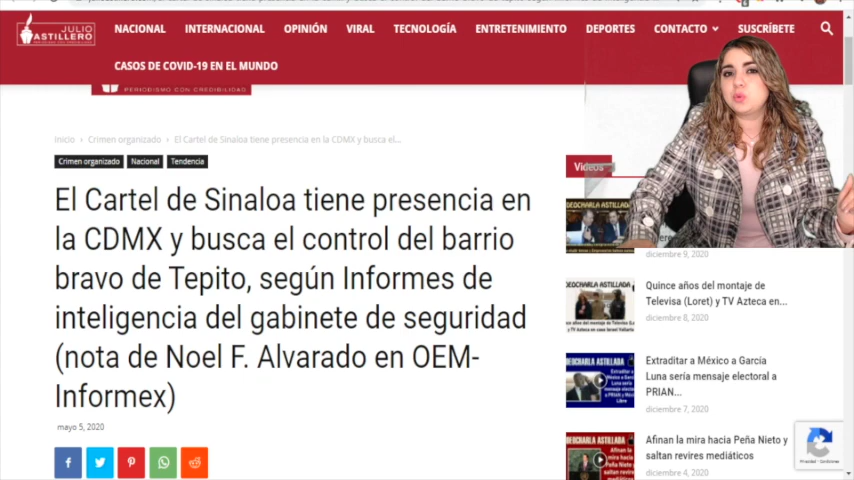 JULIO
ASTILLERO
NACIONAL
INTERNACIONAL
OPINIÓN
VIRAL
TECNOLOGÍA
ENTRETENIMIENTO
DEPORTES
CONTACTO
SUSCRÍBETE
CASOS DE COVID-19 EN EL MUNDO
PERIODISMO CON CREDIBILIDAD
Inicio › Crimen organizado › El Cartel de Sinaloa tiene presencia en la CDMX y busca el...
Crimen organizado
Nacional
Tendencia
El Cartel de Sinaloa tiene presencia en
la CDMX y busca el control del barrio
bravo de Tepito, según Informes de
inteligencia del gabinete de seguridad
(nota de Noel F. Alvarado en OEM-
Informex)
mayo 5, 2020
Videos
diciembre 9, 2020
Quince años del montaje de
Televisa (Loret) y TV Azteca en...
diciembre 8, 2020
Extraditar a México a García
Luna sería mensaje electoral a
PRIAN...
diciembre 7, 2020
Afinan la mira hacia Peña Nieto y
saltan revires mediáticos
diciembre 4, 2020